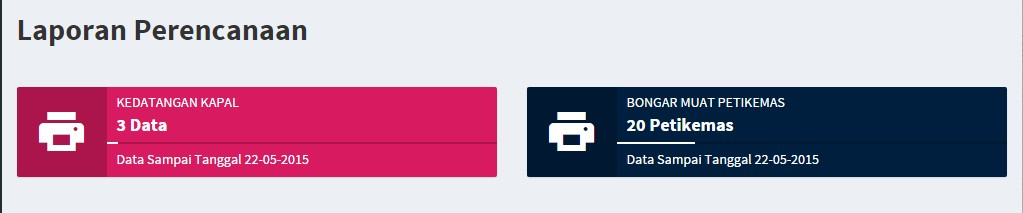 Laporan Perencanaan
KEDATANGAN KAPAL
3 Data
Data Sampai Tanggal 22-05-2015
BONGAR MUAT PETIKEMAS
20 Petikemas
Data Sampai Tanggal 22-05-2015